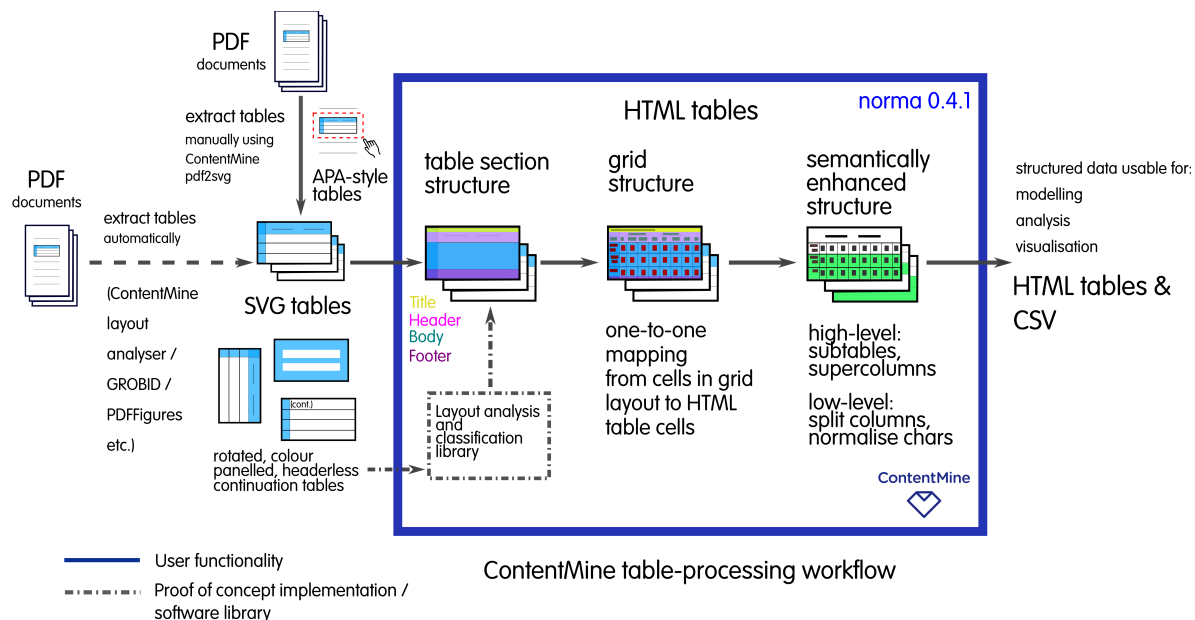 PDF
documents
extract tables
manually using
ContentMine
pdf2svg
APA-style
tables
PDF
documents
extract tables
automatically
(ContentMine
layout
analyser /
GROBID /
PDFFigures
etc.)
SVG tables
(cont.)
rotated, colour
panelled, headerless
continuation tables
norma 0.4.1
HTML tables
table section
structure
Title
Header
Body
Footer
Layout analysis
and
classification
library
grid
structure
one-to-one
mapping
from cells in grid
layout to HTML
table cells
semantically
enhanced
structure
high-level:
subtables,
supercolumns
low-level:
split columns,
normalise chars
ContentMine
structured data usable for:
modelling
analysis
visualisation
HTML tables &
CSV
ContentMine table-processing workflow
User functionality
Proof of concept implementation /
software library